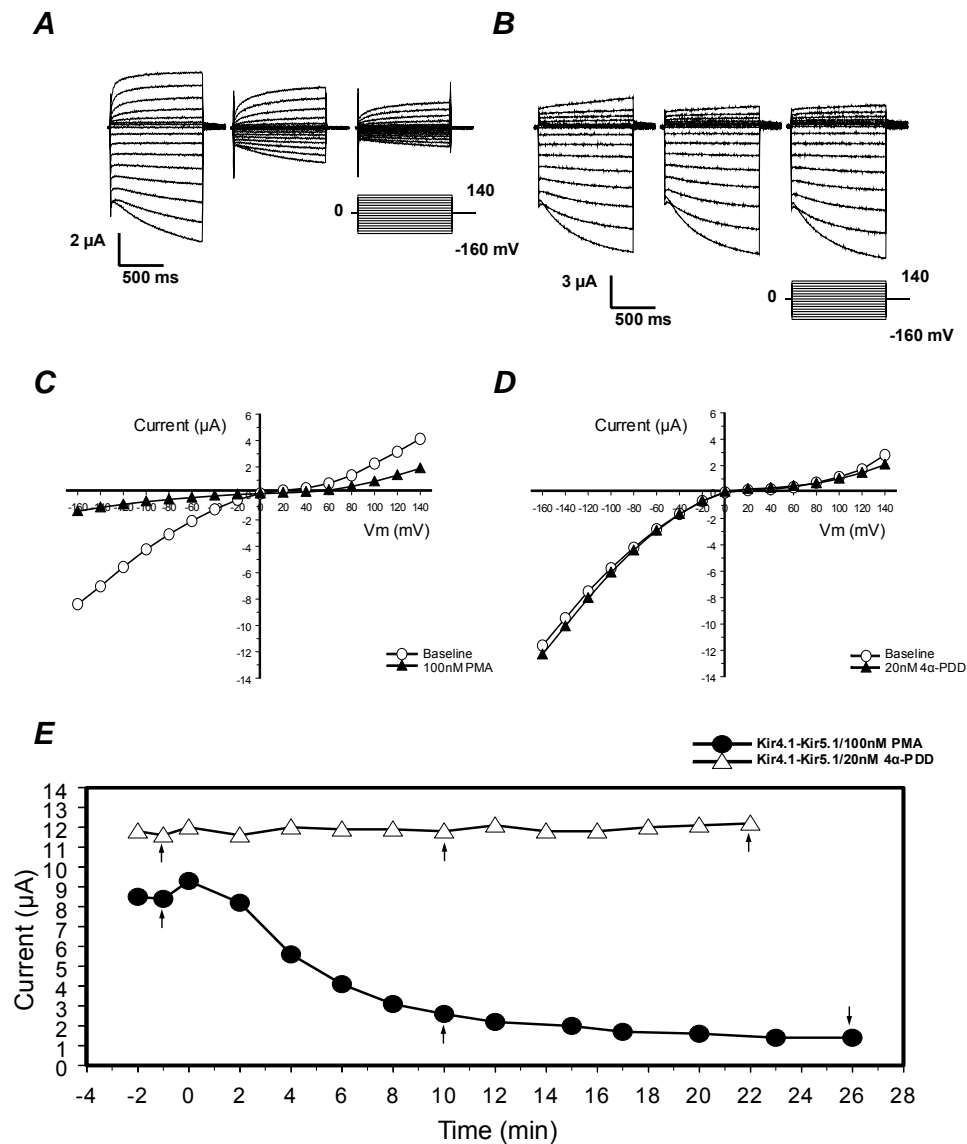 A
B
140
0
-160 mV
2 µA
500 ms
140
0
-160 mV
3 µA
500 ms
C
D
Current (µA)
6
4
2
-160 -140 -120 -100 -80 -60 -40 -20 0 20 40 60 80 100 120 140
Vm (mV)
-2
-4
-6
-8
-10
-12
-14
Baseline
100nM PMA
Current (µA)
6
4
2
-160 -140 -120 -100 -80 -60 -40 -20 0 20 40 60 80 100 120 140
Vm (mV)
-2
-4
-6
-8
-10
-12
-14
Baseline
20nM 4α-PDD
E
Kir4.1-Kir5.1/100nM PMA
Kir4.1-Kir5.1/20nM 4α-PDD
14
13
12
11
10
9
8
7
6
5
4
3
2
1
0
Current (µA)
-4 -2 0 2 4 6 8 10 12 14 16 18 20 22 24 26 28
Time (min)